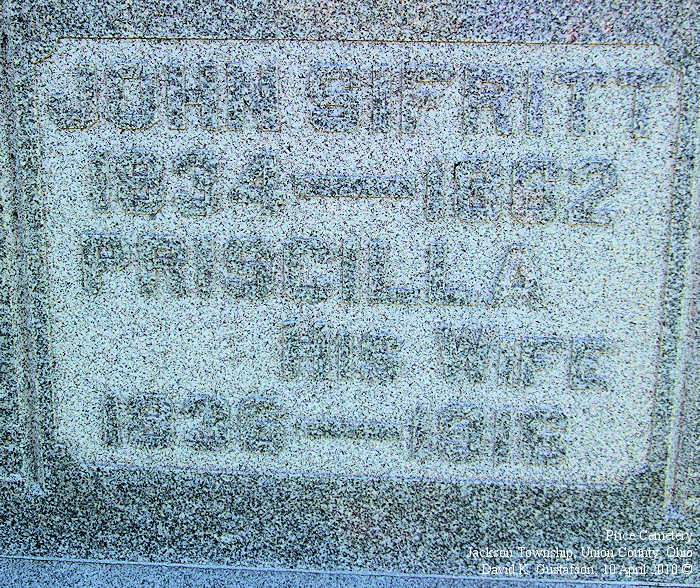 JOHN SIFRITT
1834 — 1862
PRISCILLA
HIS WIFE
1836 — 1916
Price Cemetery
Jackson Township, Union County, Ohio
David K. Gustafson, 10 April 2010 ©